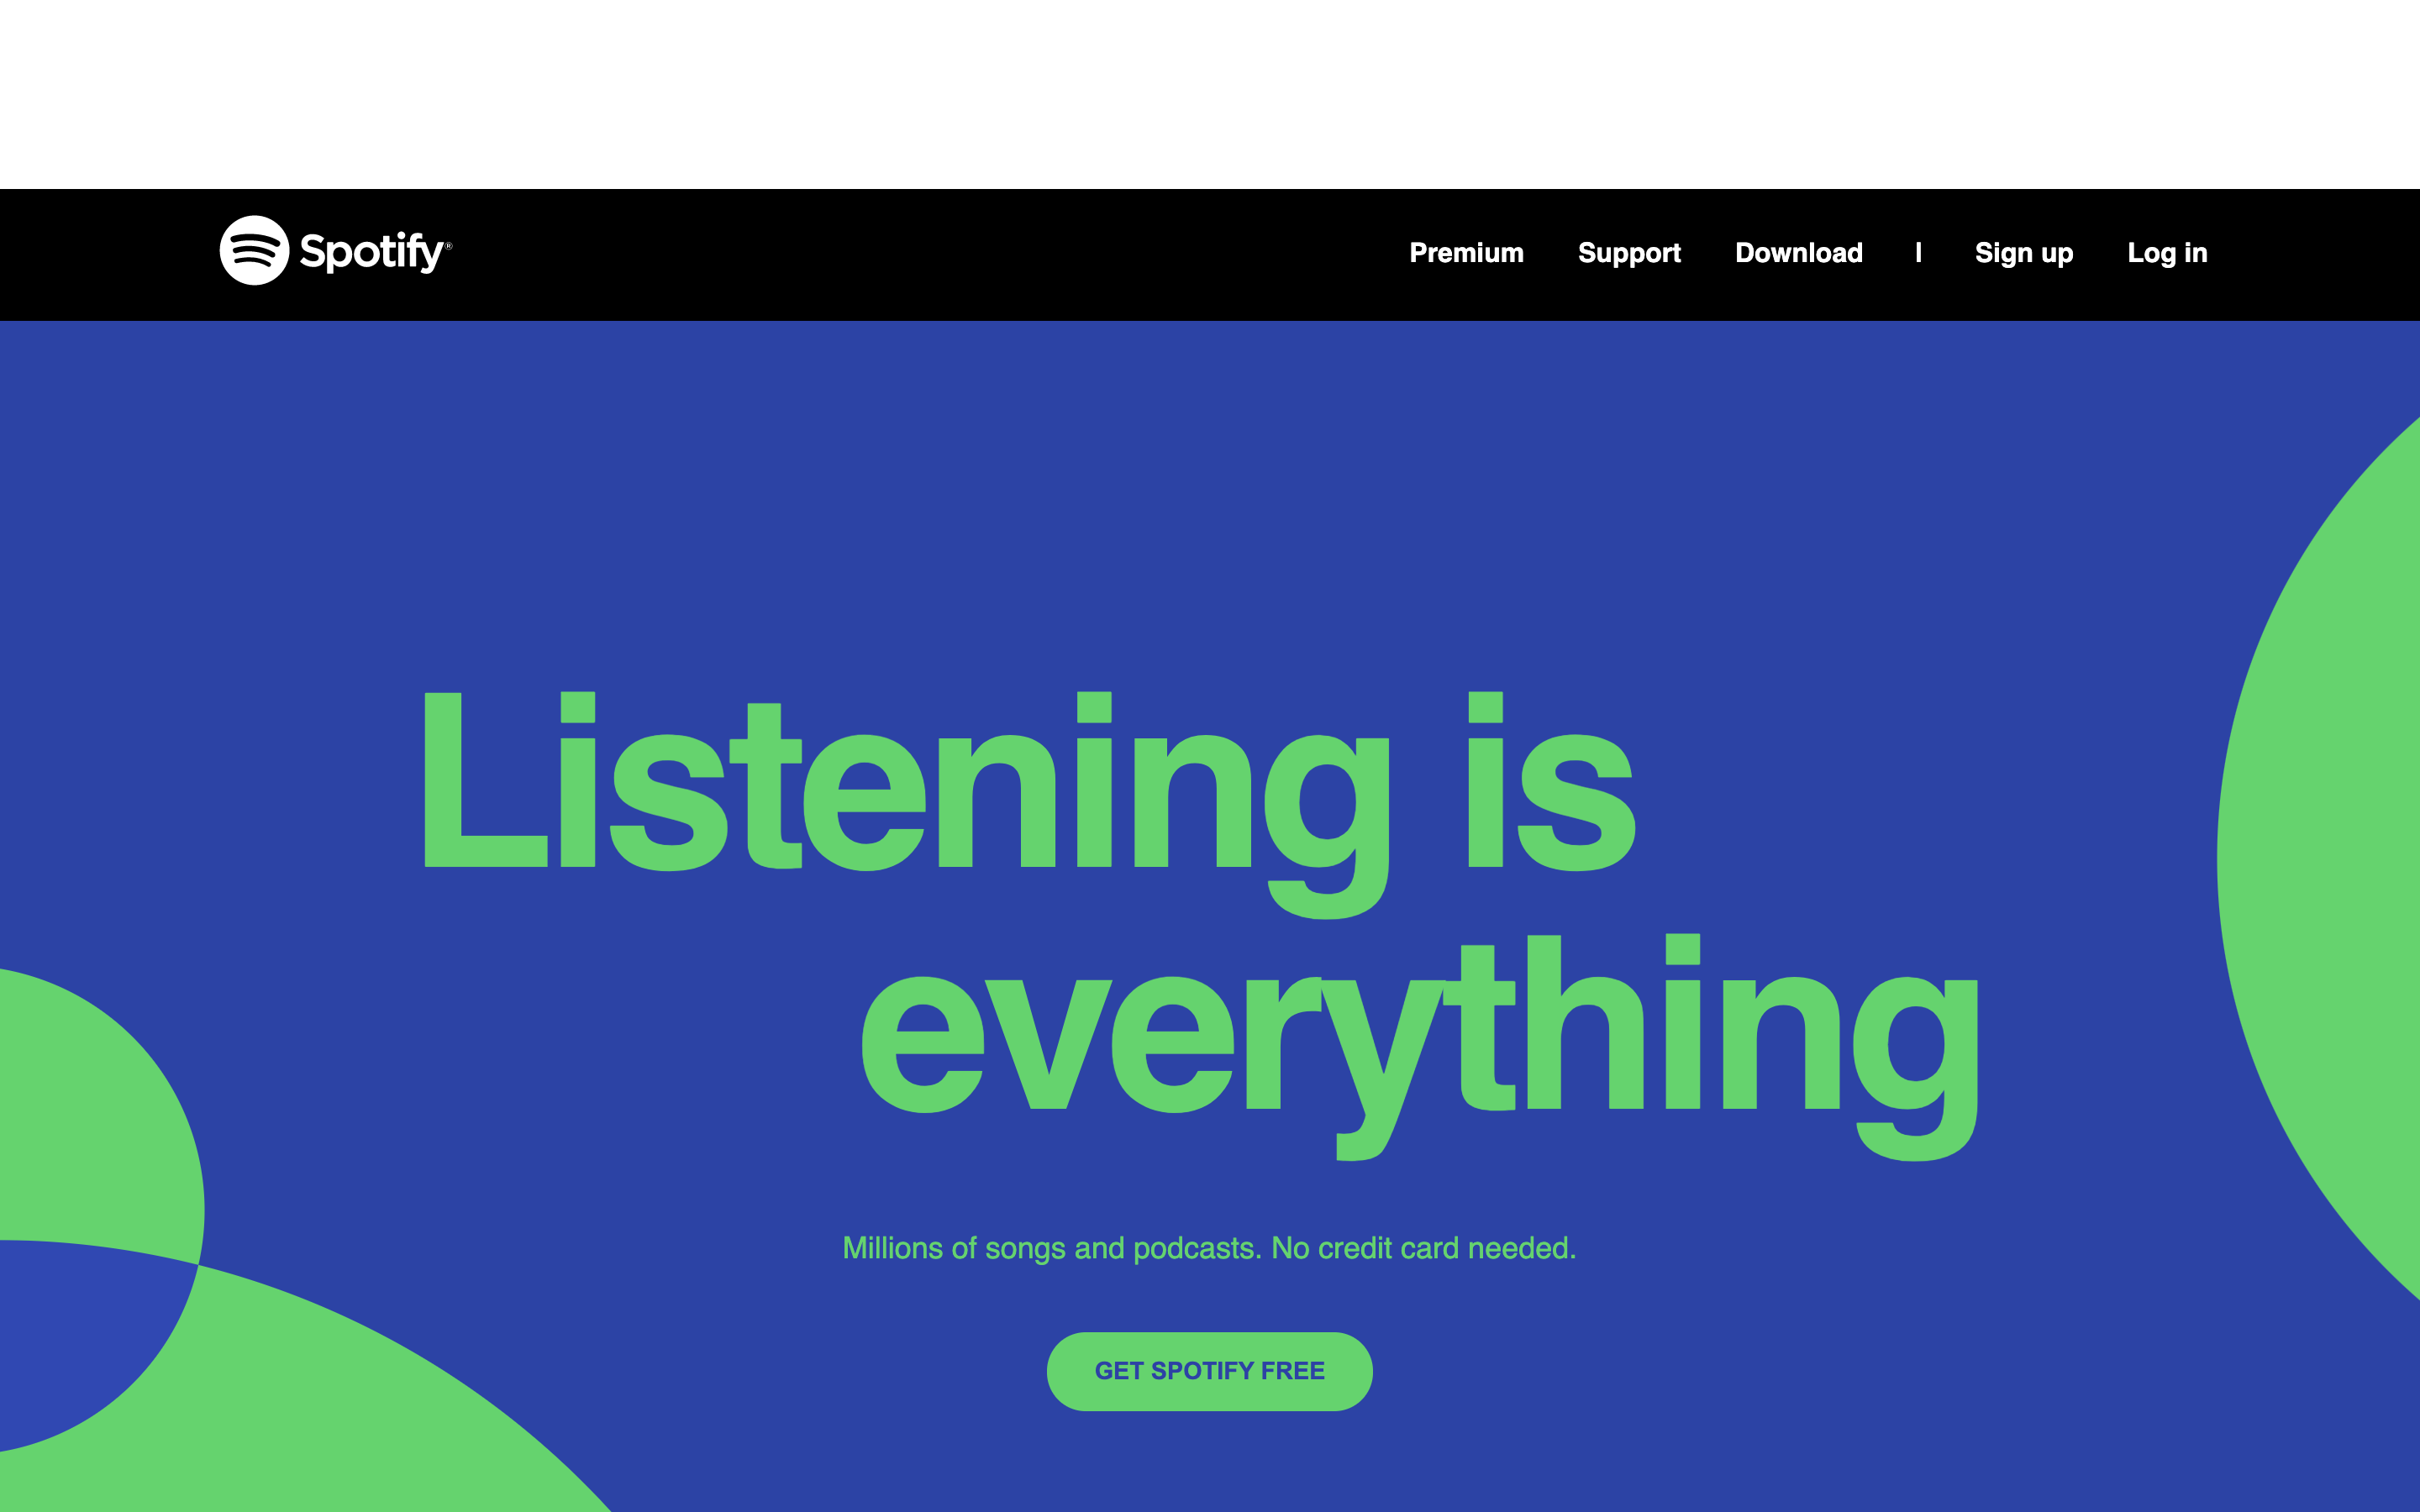 Spotify®
Premium Support Download | Sign up Log in
Listening is
everything
Millions of songs and podcasts. No credit card needed.
GET SPOTIFY FREE